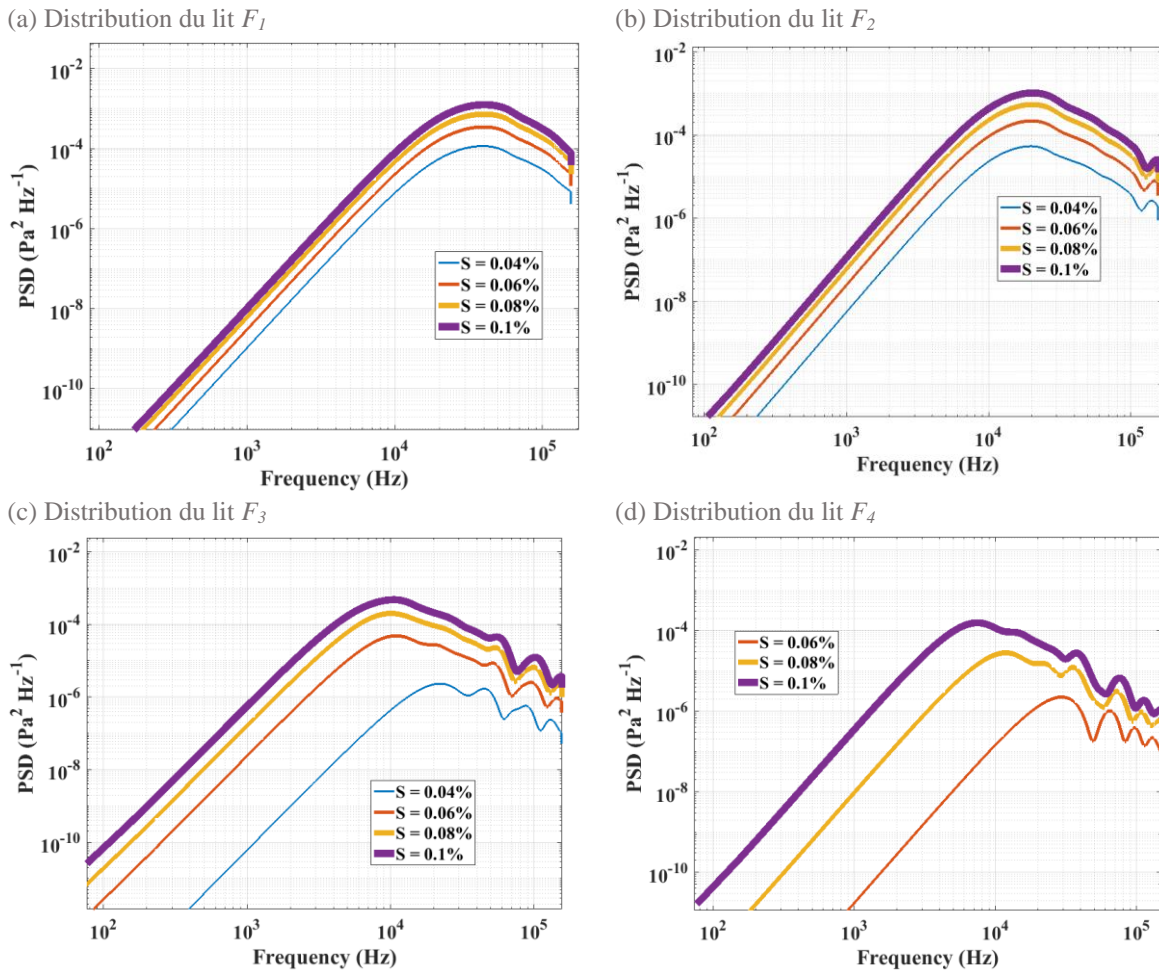 (a) Distribution du lit F₁
(b) Distribution du lit F₂
10⁻²
10⁻⁴
10⁻⁶
10⁻⁸
10⁻¹⁰
PSD (Pa² Hz⁻¹)
S = 0.04%
S = 0.06%
S = 0.08%
S = 0.1%
10² 10³ 10⁴ 10⁵
Frequency (Hz)
10⁻²
10⁻⁴
10⁻⁶
10⁻⁸
10⁻¹⁰
PSD (Pa² Hz⁻¹)
S = 0.04%
S = 0.06%
S = 0.08%
S = 0.1%
10² 10³ 10⁴ 10⁵
Frequency (Hz)
(c) Distribution du lit F₃
(d) Distribution du lit F₄
10⁻²
10⁻⁴
10⁻⁶
10⁻⁸
10⁻¹⁰
PSD (Pa² Hz⁻¹)
S = 0.04%
S = 0.06%
S = 0.08%
S = 0.1%
10² 10³ 10⁴ 10⁵
Frequency (Hz)
10⁻²
10⁻⁴
10⁻⁶
10⁻⁸
10⁻¹⁰
PSD (Pa² Hz⁻¹)
S = 0.06%
S = 0.08%
S = 0.1%
10² 10³ 10⁴ 10⁵
Frequency (Hz)